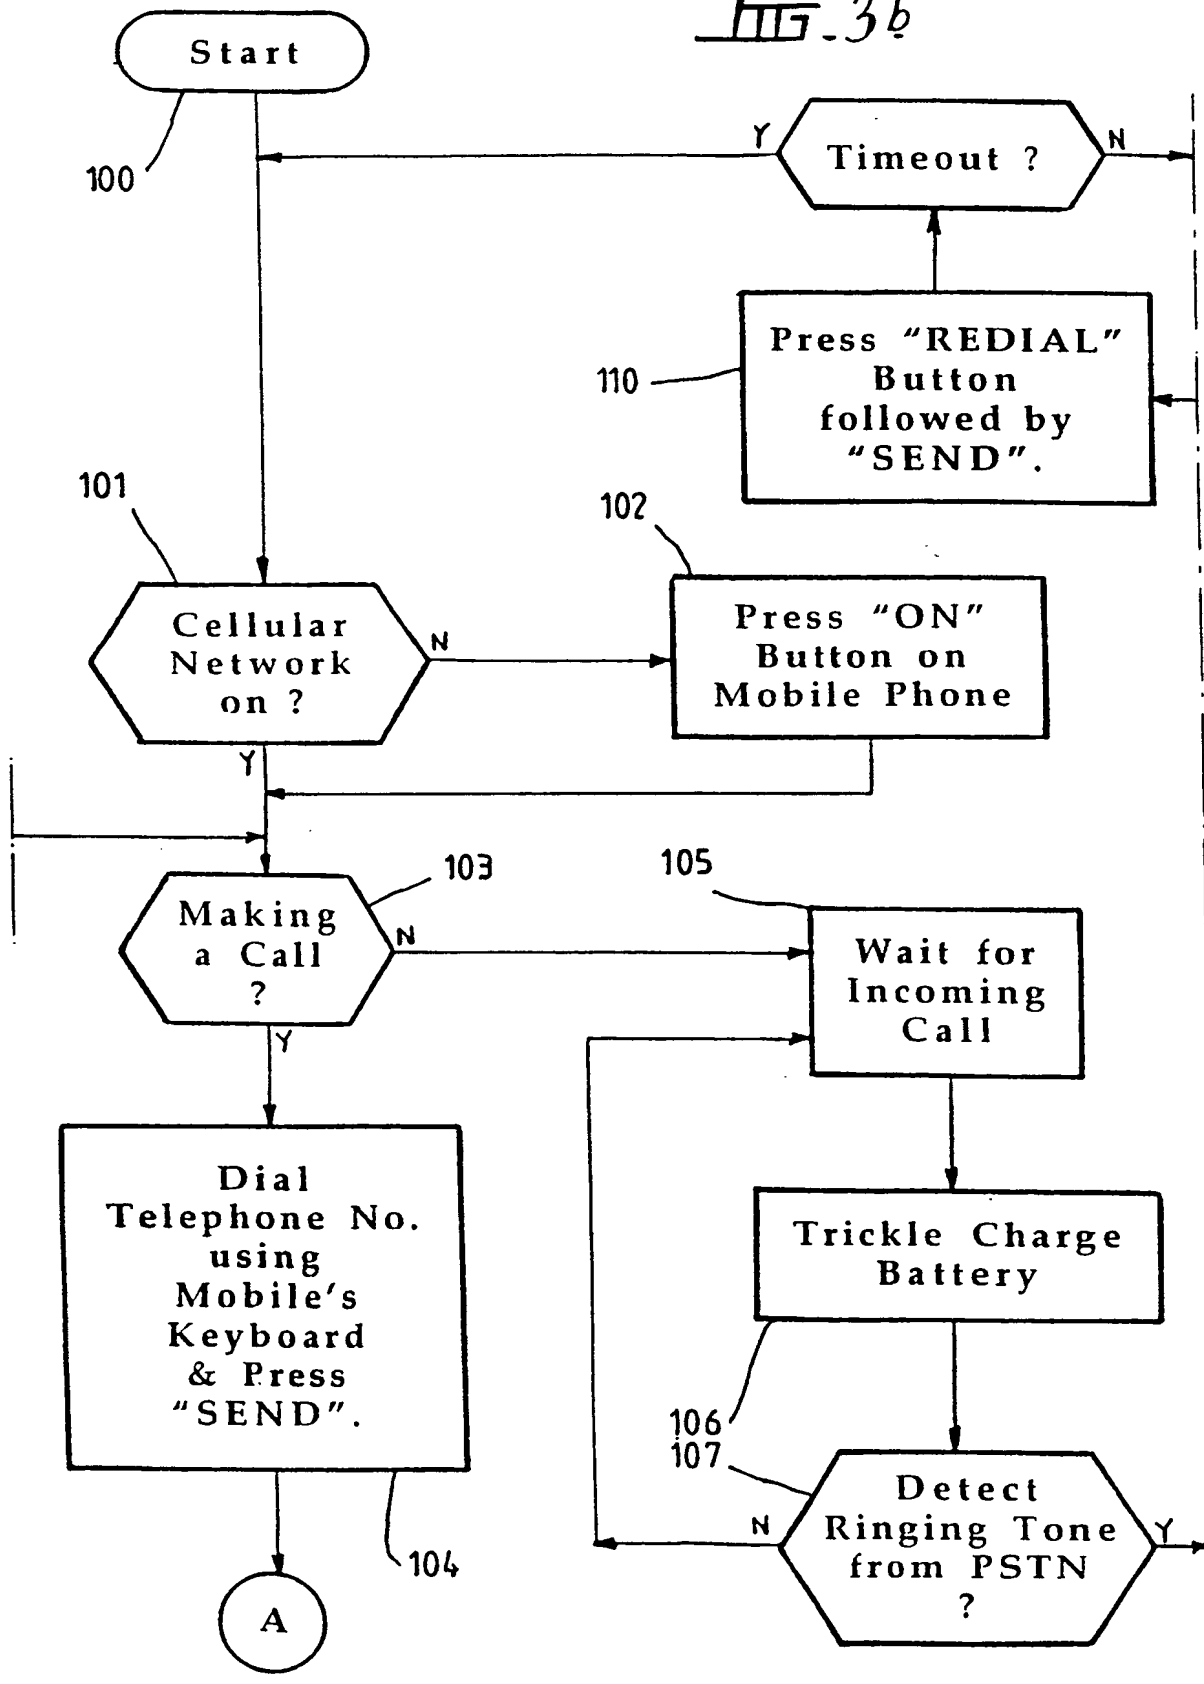 FIG.3b
Start
100
Y
Timeout ?
N
Press “REDIAL”
Button
followed by
“SEND”.
110
101
102
Cellular
Network
on ?
N
Press “ON”
Button on
Mobile Phone
Y
103
105
Making
a Call
?
N
Wait for
Incoming
Call
Y
Dial
Telephone No.
using
Mobile's
Keyboard
& Press
“SEND”.
Trickle Charge
Battery
106
107
Detect
Ringing Tone
from PSTN
?
N
Y
104
A